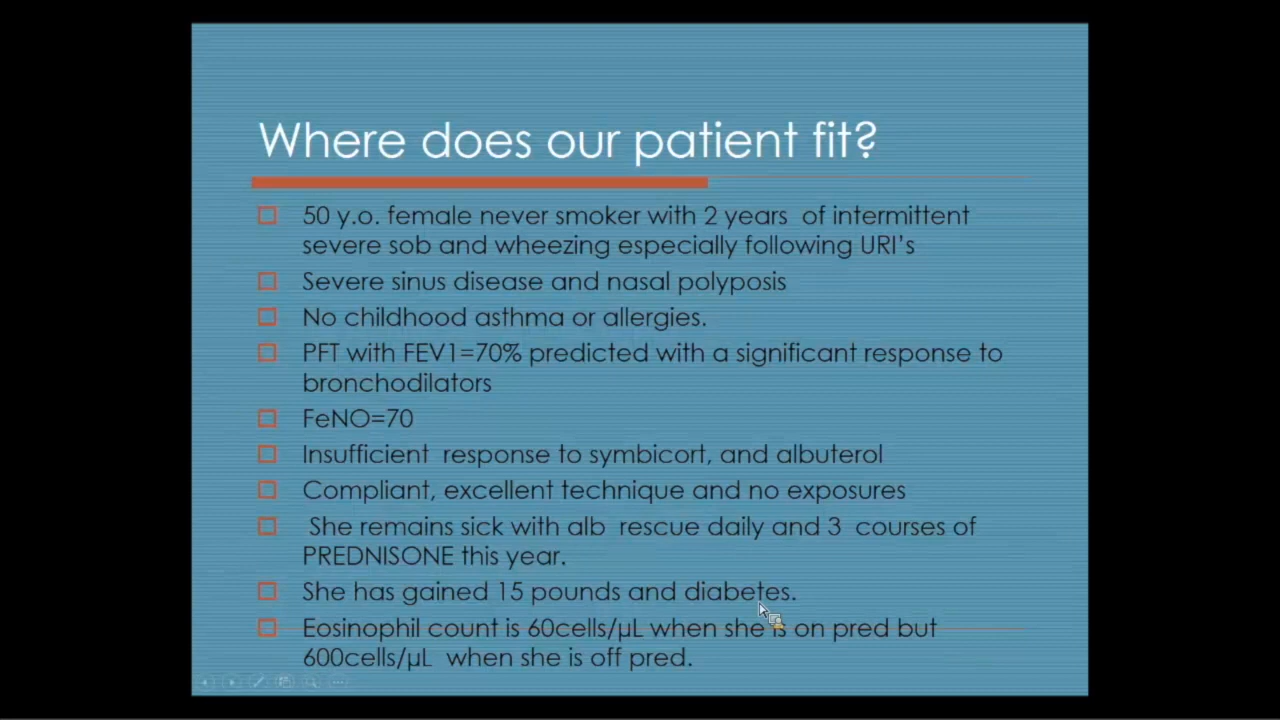 Where does our patient fit?
50 y.o. female never smoker with 2 years  of intermittent
severe sob and wheezing especially following URI's
Severe sinus disease and nasal polyposis
No childhood asthma or allergies.
PFT with FEV1=70% predicted with a significant response to
bronchodilators
FeNO=70
Insufficient  response to symbicort, and albuterol
Compliant, excellent technique and no exposures
She remains sick with alb  rescue daily and 3  courses of
PREDNISONE this year.
She has gained 15 pounds and diabetes.
Eosinophil count is 60cells/µL when she is on pred but
600cells/µL  when she is off pred.